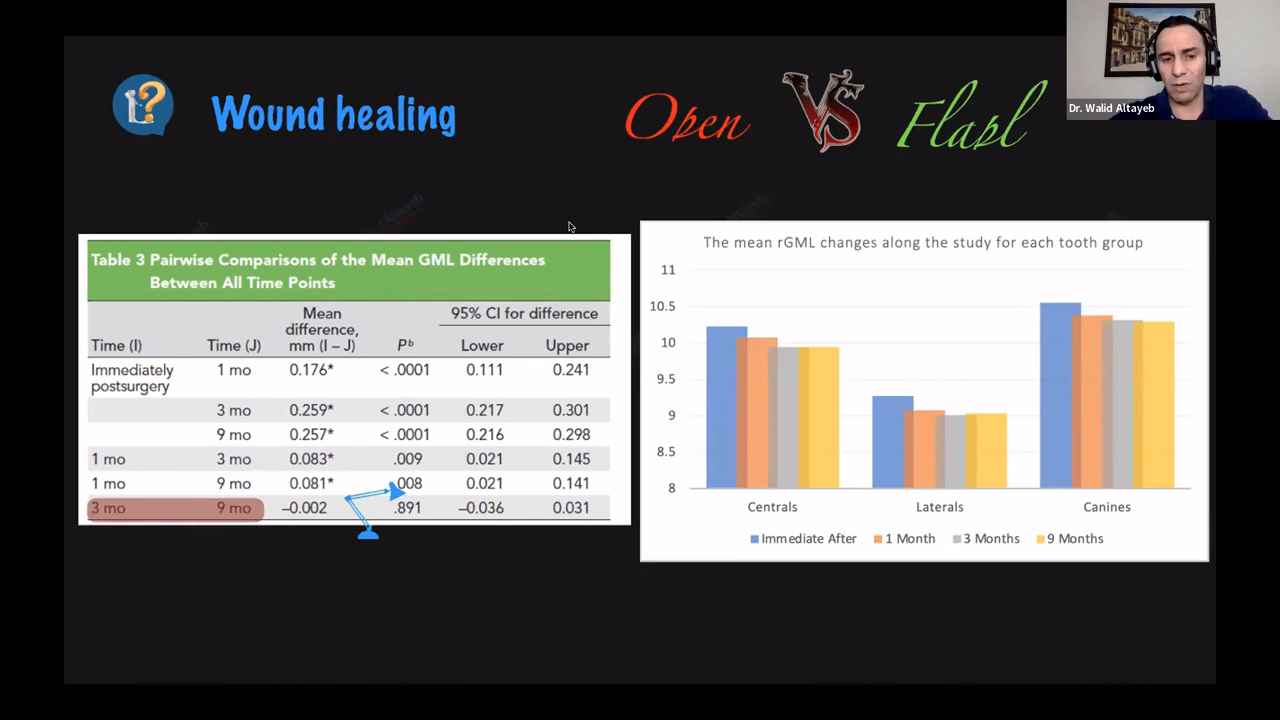 Dr. Walid Altayeb
Wound healing
Open VS Flapl
Table 3 Pairwise Comparisons of the Mean GML Differences
Between All Time Points
Time (I) Time (J) Mean difference, mm (I – J) Pᵇ 95% CI for difference Lower Upper
Immediately postsurgery 1 mo 0.176* < .0001 0.111 0.241
3 mo 0.259* < .0001 0.217 0.301
9 mo 0.257* < .0001 0.216 0.298
1 mo 3 mo 0.083* .009 0.021 0.145
1 mo 9 mo 0.081* .008 0.021 0.141
3 mo 9 mo –0.002 .891 –0.036 0.031
The mean rGML changes along the study for each tooth group
11
10.5
10
9.5
9
8.5
8
Centrals Laterals Canines
Immediate After 1 Month 3 Months 9 Months